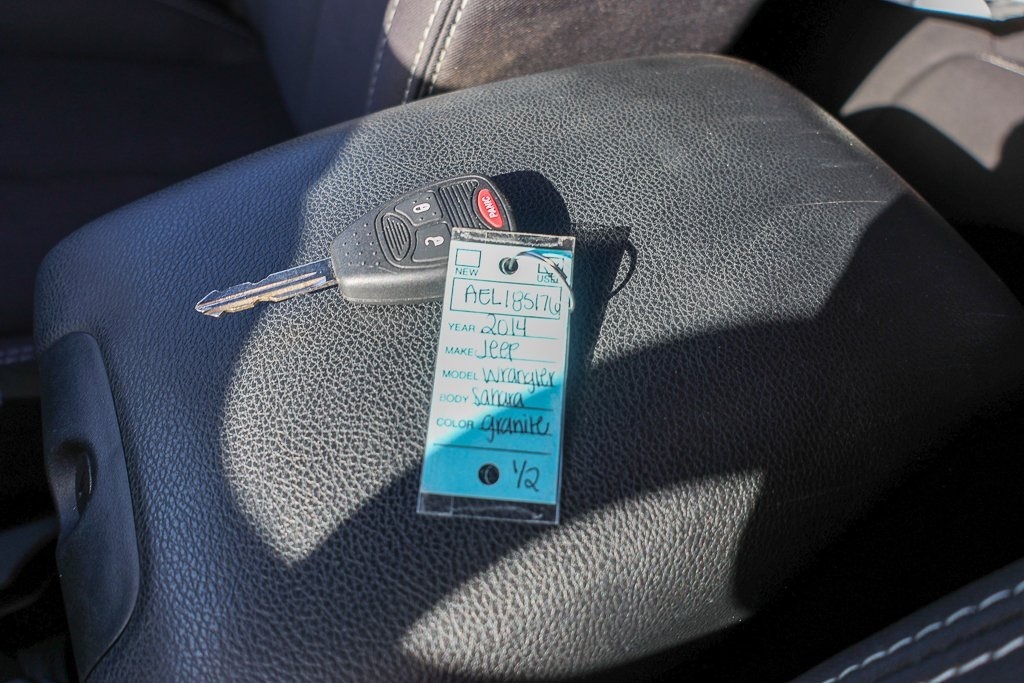 PANIC
NEW USED
AEL185176
YEAR 2014
MAKE Jeep
MODEL Wrangler
BODY Sahara
COLOR granite
1/2